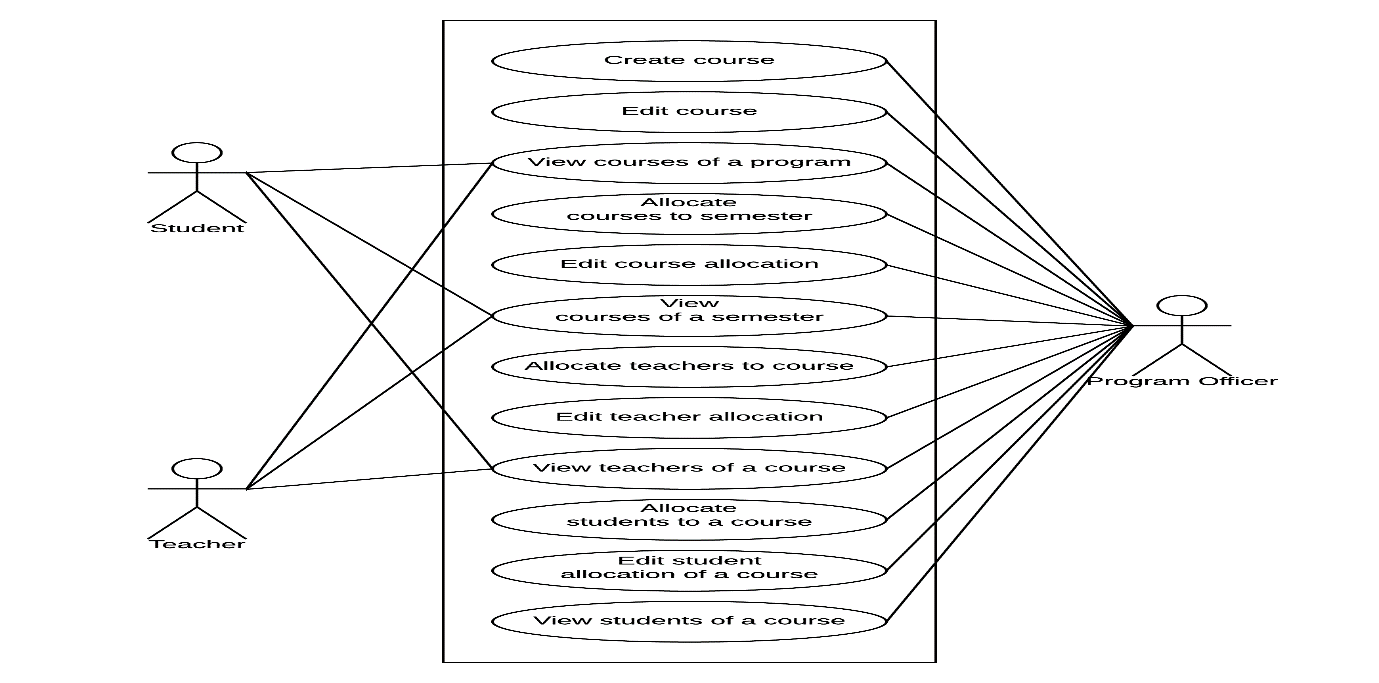 Create course
Edit course
View courses of a program
Allocate
courses to semester
Edit course allocation
View
courses of a semester
Allocate teachers to course
Edit teacher allocation
View teachers of a course
Allocate
students to a course
Edit student
allocation of a course
View students of a course
Student
Teacher
Program Officer